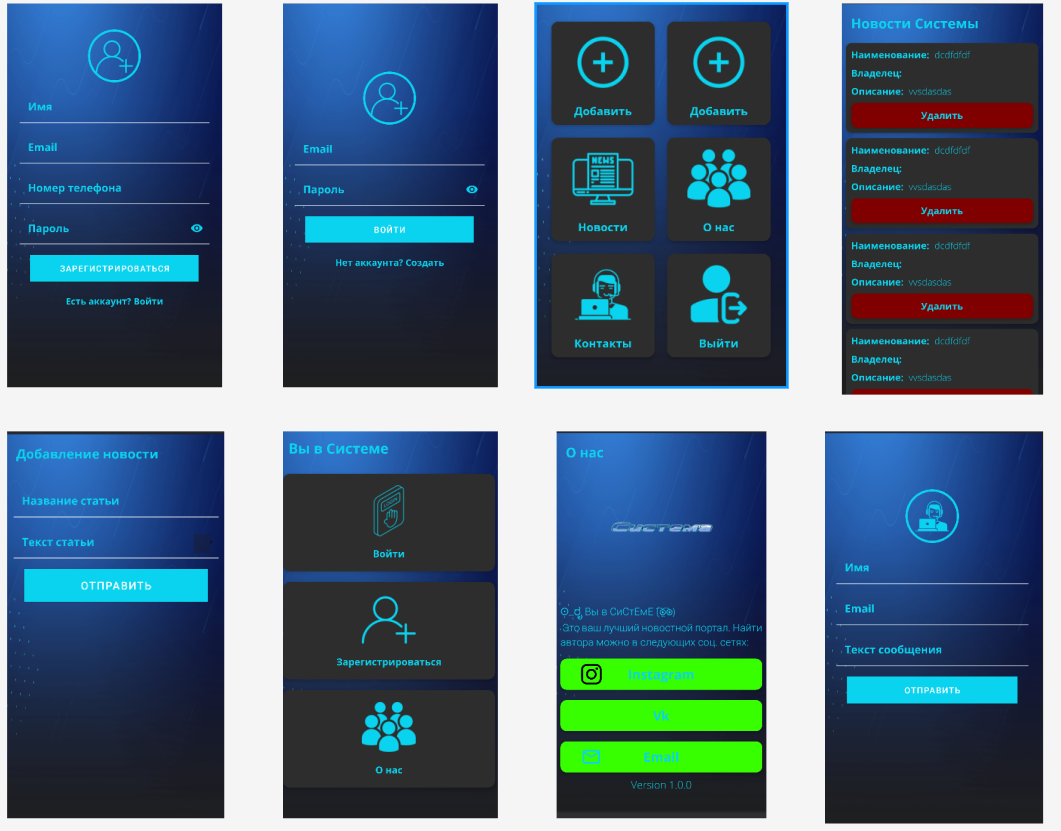 Имя
Email
Номер телефона
Пароль
ЗАРЕГИСТРИРОВАТЬСЯ
Есть аккаунт? Войти
Email
Пароль
ВОЙТИ
Нет аккаунта? Создать
Добавить
Добавить
NEWS
Новости
О нас
Контакты
Выйти
Новости Системы
Наименование: dcdfdfdf
Владелец:
Описание: vvsdasdas
Удалить
Наименование: dcdfdfdf
Владелец:
Описание: vvsdasdas
Удалить
Наименование: dcdfdfdf
Владелец:
Описание: vvsdasdas
Удалить
Наименование: dcdfdfdf
Владелец:
Описание: vvsdasdas
Добавление новости
Название статьи
Текст статьи
ОТПРАВИТЬ
Вы в Системе
Войти
Зарегистрироваться
О нас
О нас
Система
Вы в СиСтЕмЕ
Это ваш лучший новостной портал. Найти
автора можно в следующих соц. сетях:
Instagram
Vk
Email
Version 1.0.0
Имя
Email
Текст сообщения
ОТПРАВИТЬ